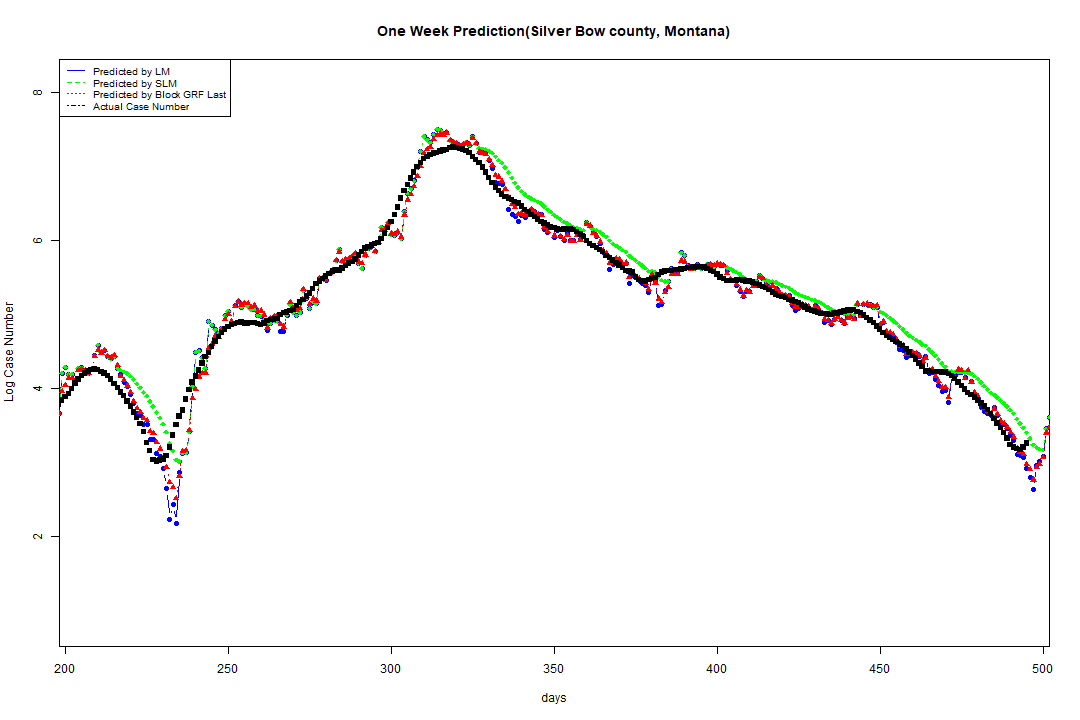 One Week Prediction(Silver Bow county, Montana)
Predicted by LM
Predicted by SLM
Predicted by Block GRF Last
Actual Case Number
8
6
4
2
Log Case Number
200 250 300 350 400 450 500
days